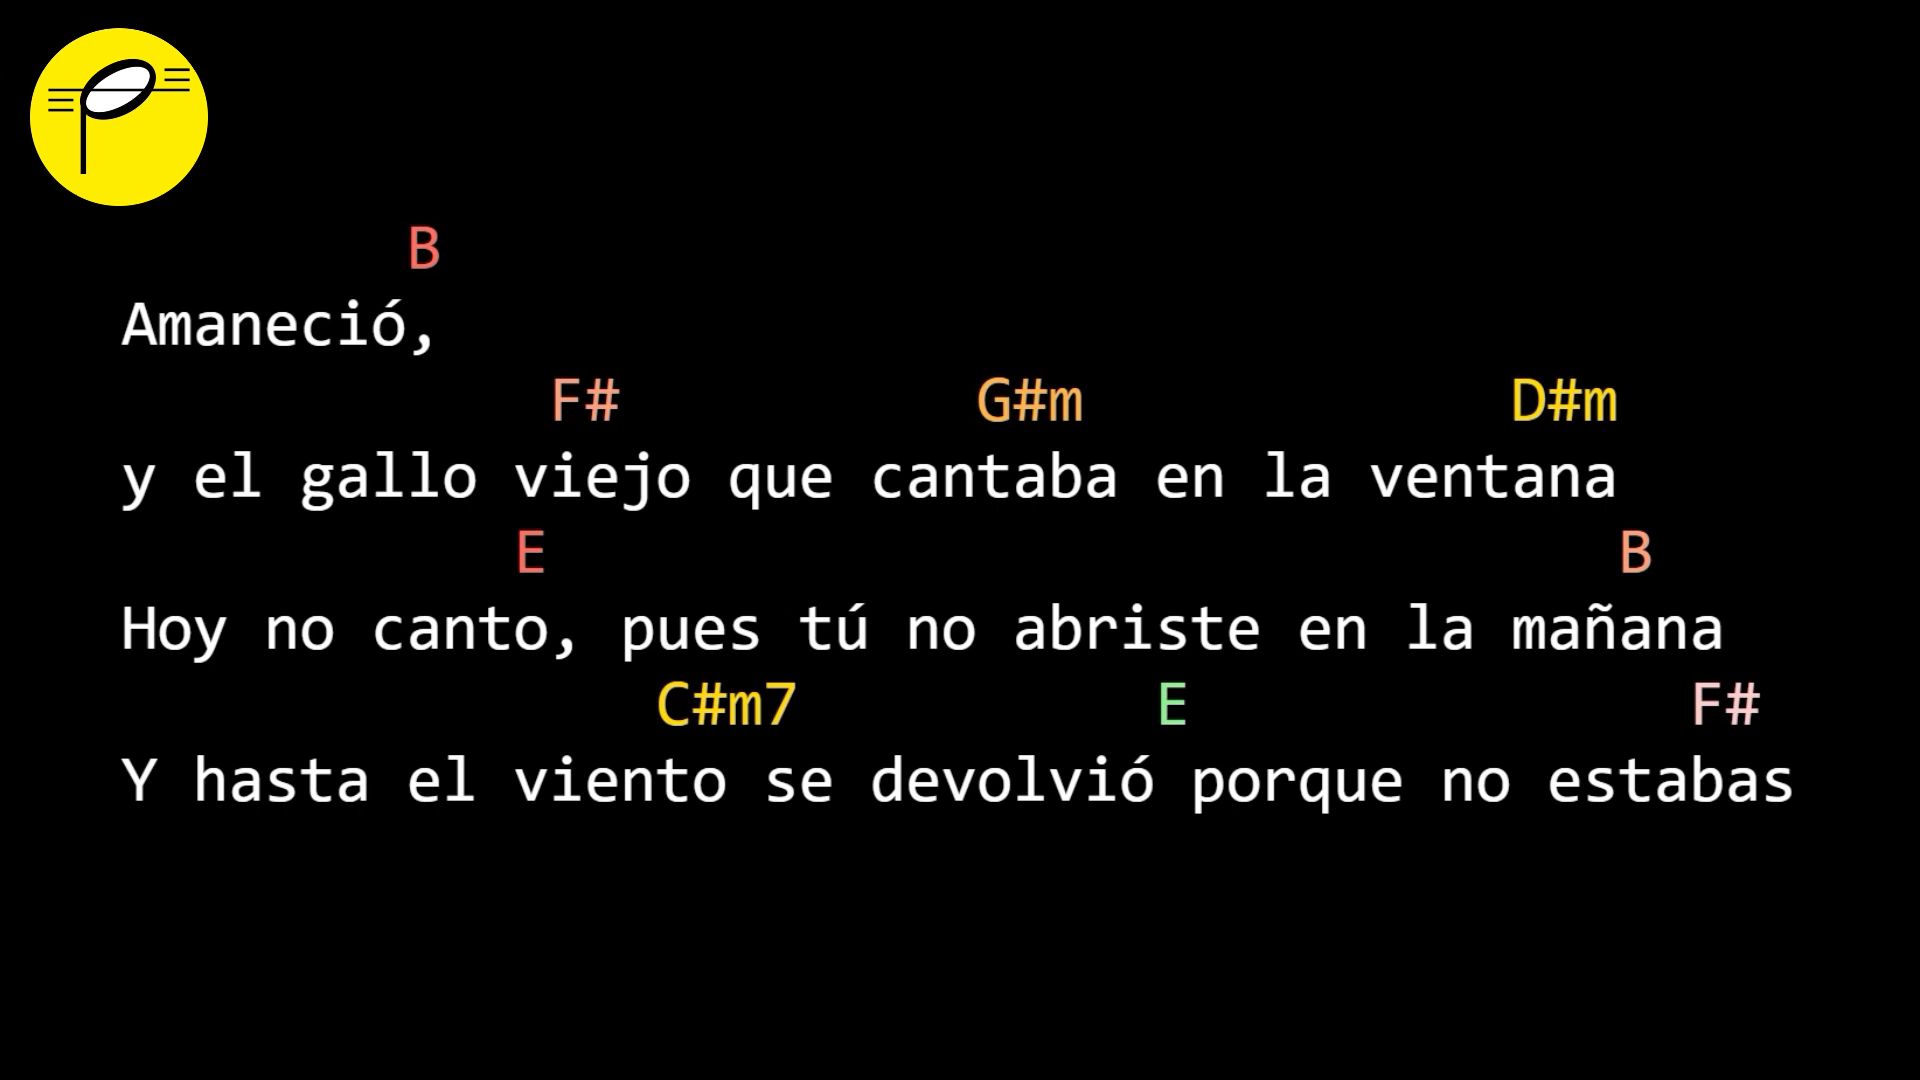 B
Amaneció,
F# G#m D#m
y el gallo viejo que cantaba en la ventana
E B
Hoy no canto, pues tú no abriste en la mañana
C#m7 E F#
Y hasta el viento se devolvió porque no estabas